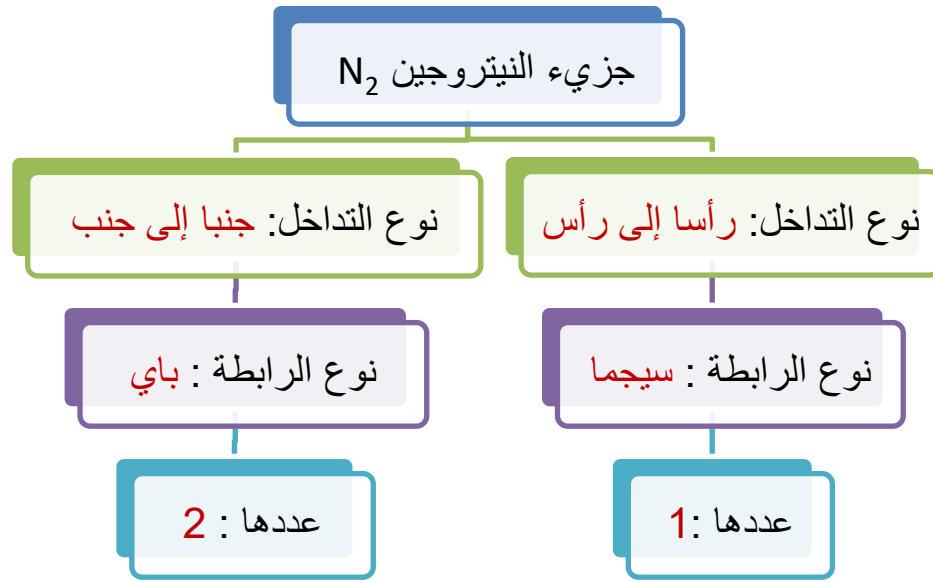 جزيء النيتروجين N₂
نوع التداخل: رأسا إلى رأس
نوع التداخل: جنبا إلى جنب
نوع الرابطة : سيجما
نوع الرابطة : باي
عددها :1
عددها : 2